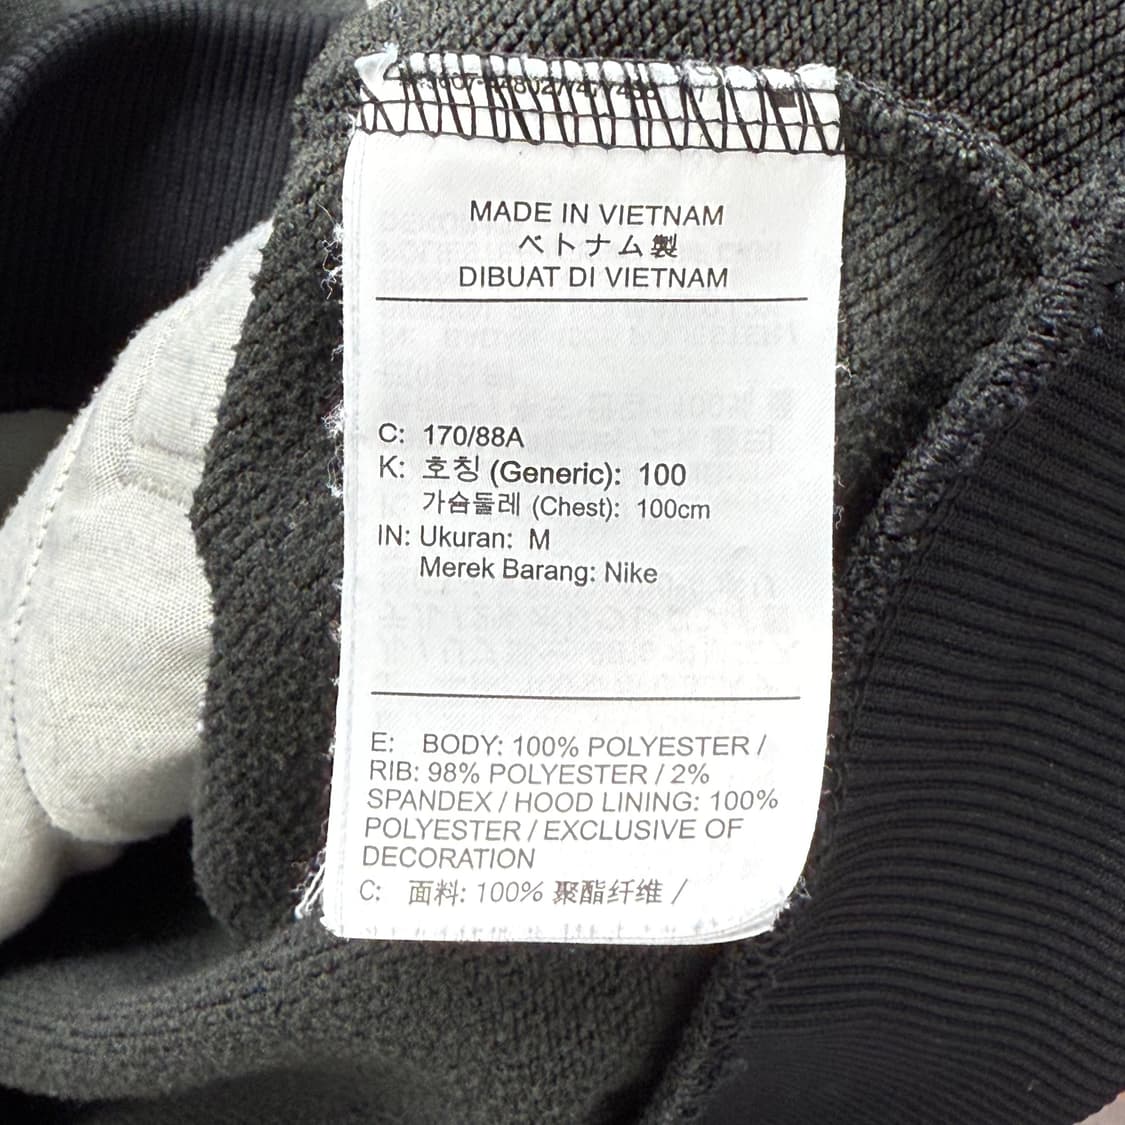 MADE IN VIETNAM
ベトナム製
DIBUAT DI VIETNAM
C: 170/88A
K: 호칭 (Generic): 100
가슴둘레 (Chest): 100cm
IN: Ukuran: M
Merek Barang: Nike
E: BODY: 100% POLYESTER /
RIB: 98% POLYESTER / 2%
SPANDEX / HOOD LINING: 100%
POLYESTER / EXCLUSIVE OF
DECORATION
C: 面料: 100% 聚酯纤维 /